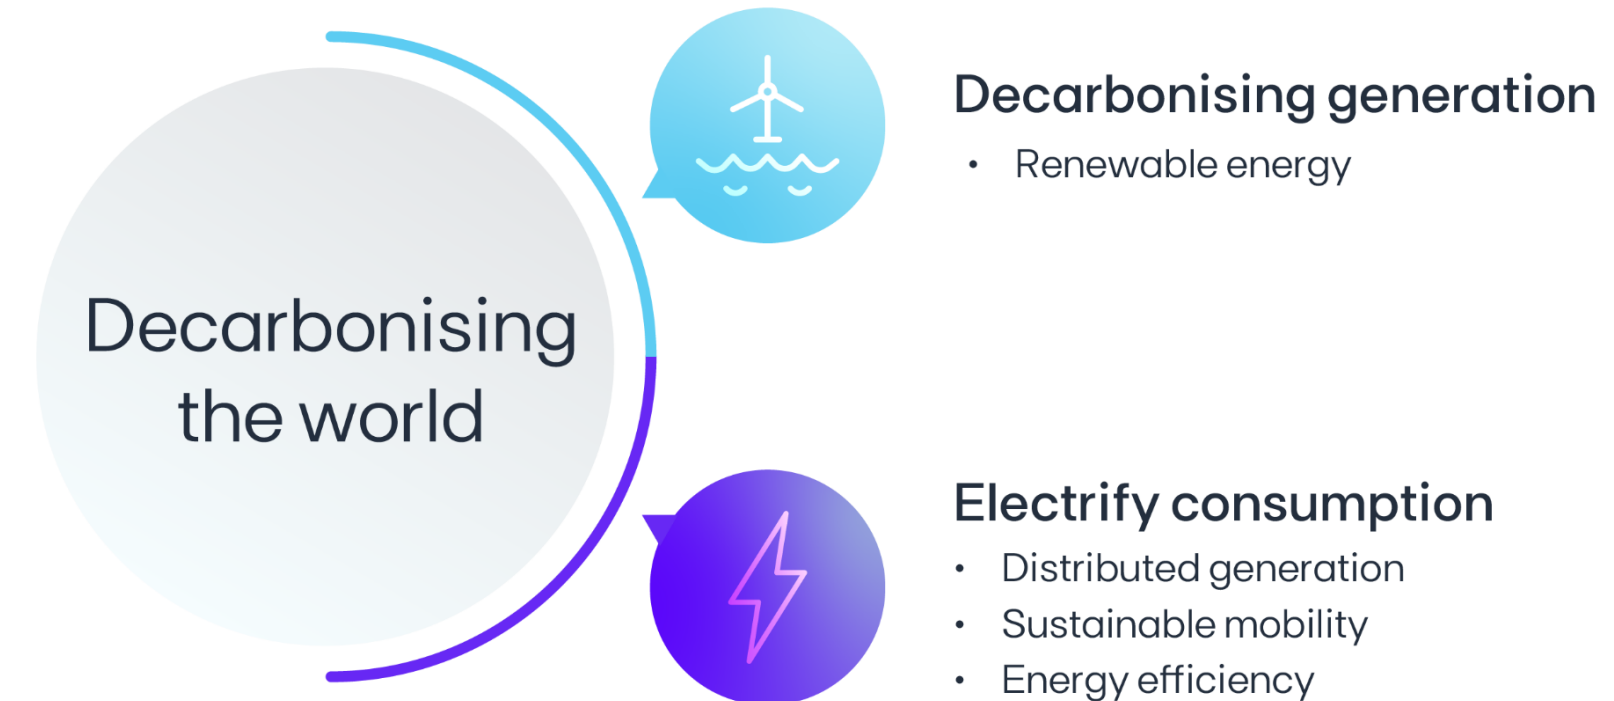 Decarbonising
the world
Decarbonising generation
• Renewable energy
Electrify consumption
• Distributed generation
• Sustainable mobility
• Energy efficiency